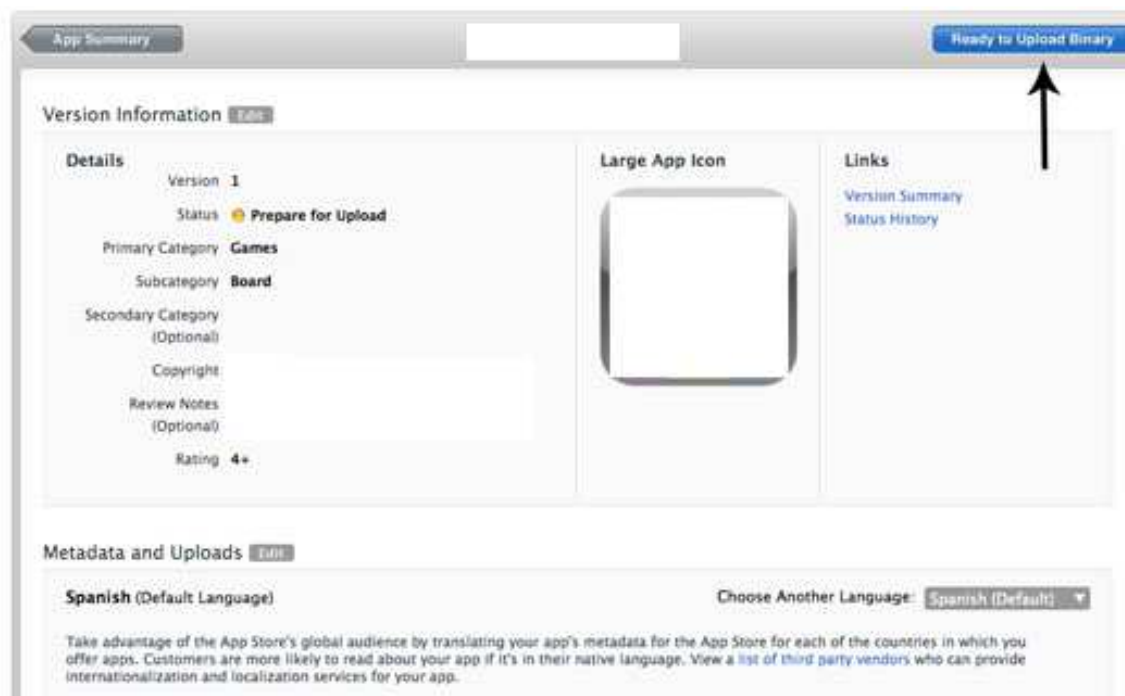 App Summary
Ready to Upload Binary
Version Information Edit
Details
Version 1
Status Prepare for Upload
Primary Category Games
Subcategory Board
Secondary Category
(Optional)
Copyright
Review Notes
(Optional)
Rating 4+
Large App Icon
Links
Version Summary
Status History
Metadata and Uploads Edit
Spanish (Default Language)
Choose Another Language: Spanish (Default)
Take advantage of the App Store's global audience by translating your app's metadata for the App Store for each of the countries in which you
offer apps. Customers are more likely to read about your app if it's in their native language. View a list of third party vendors who can provide
internationalization and localization services for your app.